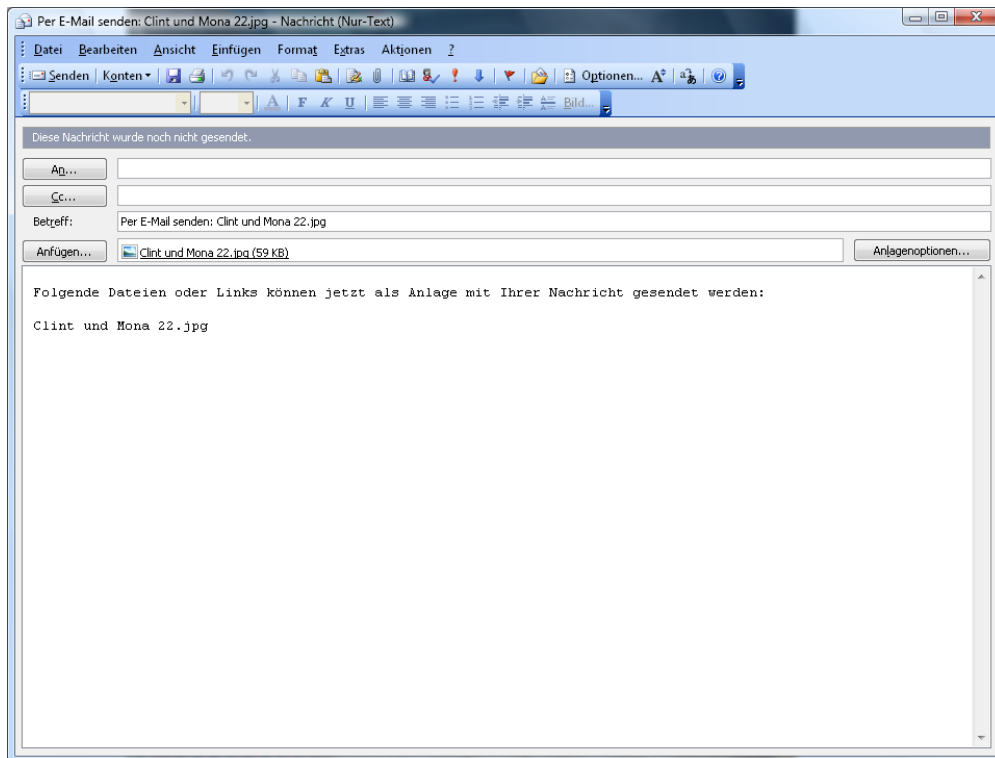 Per E-Mail senden: Clint und Mona 22.jpg - Nachricht (Nur-Text)
Datei Bearbeiten Ansicht Einfügen Format Extras Aktionen ?
Senden Konten Optionen...
F K U Bild...
Diese Nachricht wurde noch nicht gesendet.
An...
Cc...
Betreff: Per E-Mail senden: Clint und Mona 22.jpg
Anfügen... Clint und Mona 22.jpg (59 KB) Anlagenoptionen...
Folgende Dateien oder Links können jetzt als Anlage mit Ihrer Nachricht gesendet werden:
Clint und Mona 22.jpg